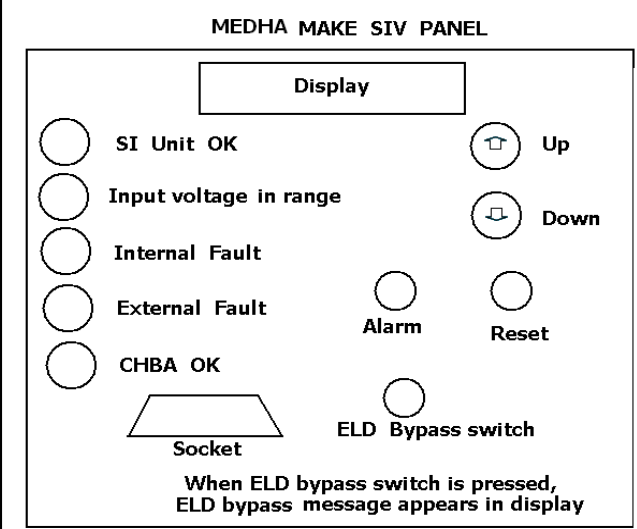 MEDHA MAKE SIV PANEL
Display
SI Unit OK
Up
Input voltage in range
Down
Internal Fault
External Fault
Alarm
Reset
CHBA OK
ELD Bypass switch
Socket
When ELD bypass switch is pressed,
ELD bypass message appears in display